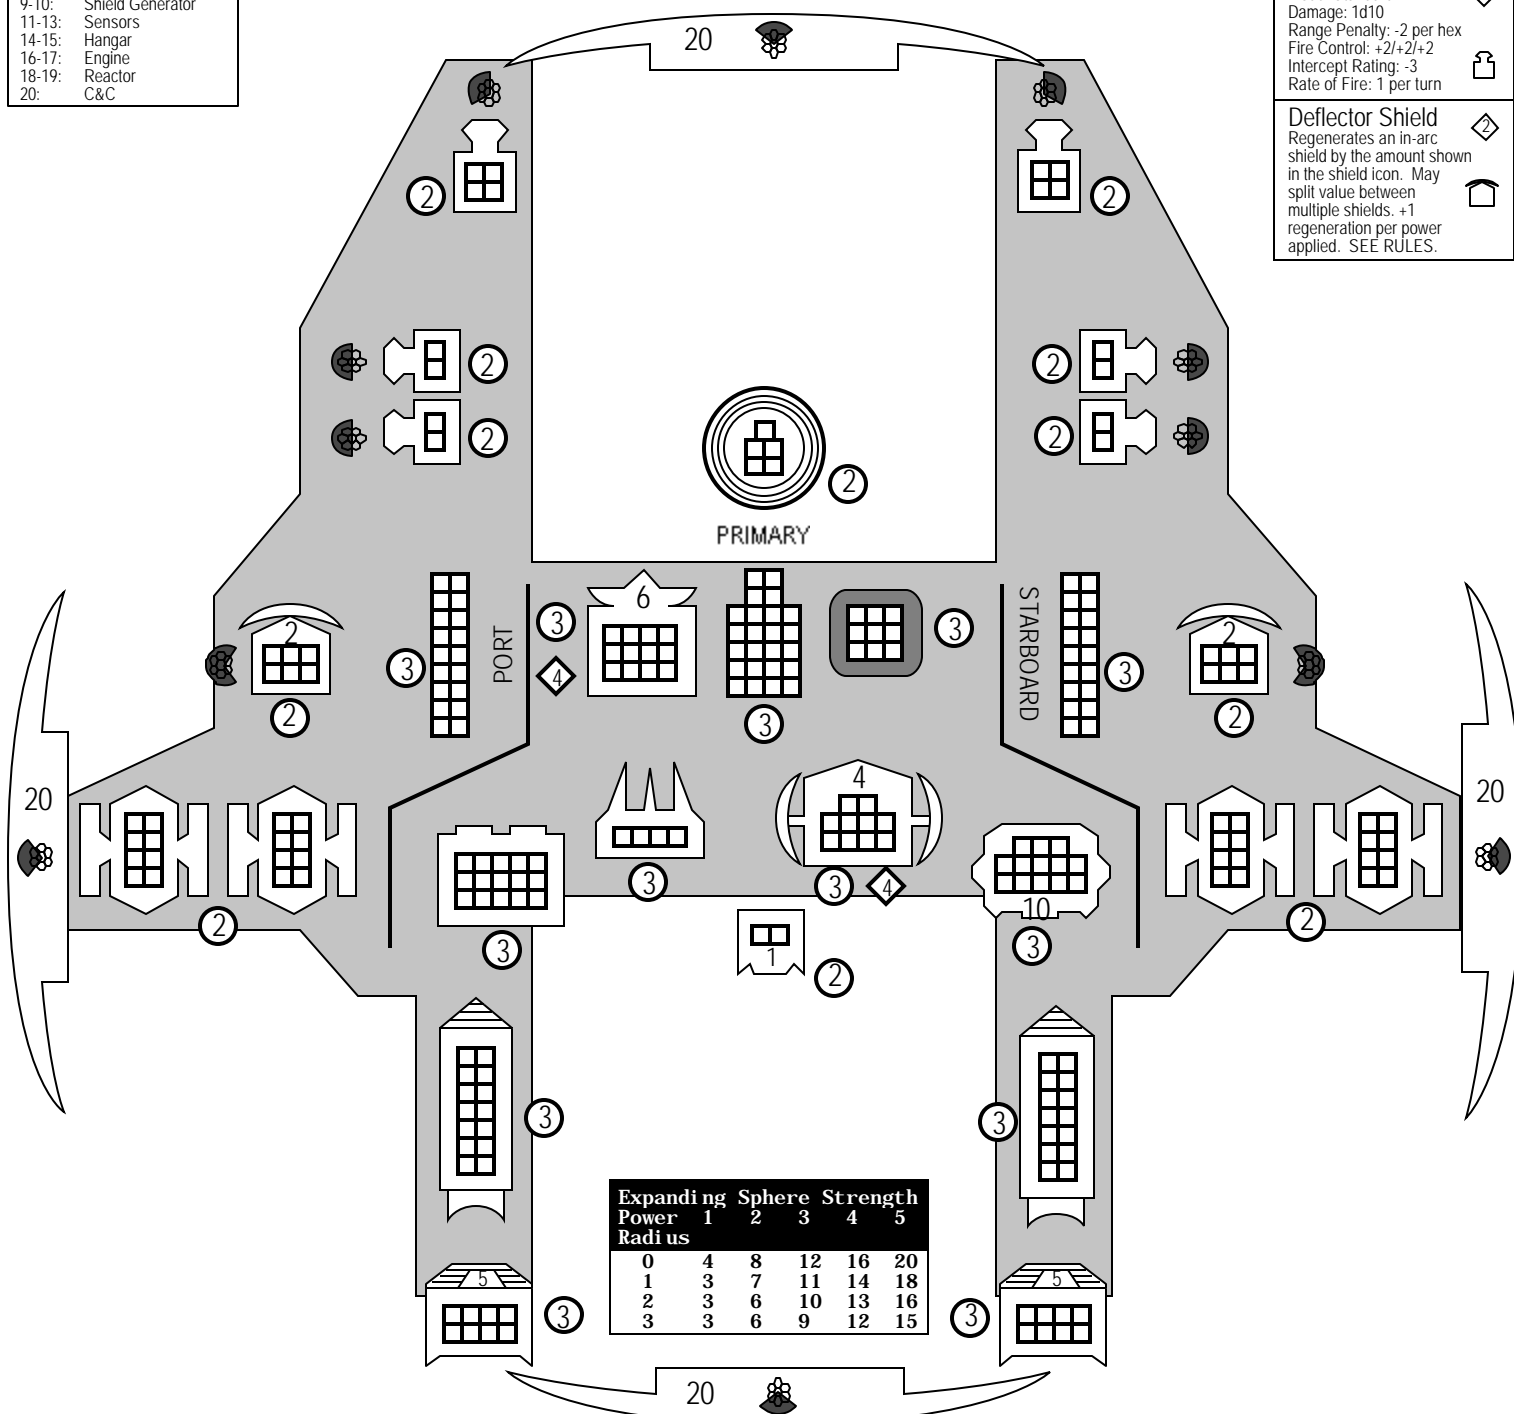 9-10: Shield Generator
11-13: Sensors
14-15: Hangar
16-17: Engine
18-19: Reactor
20: C&C
20
Damage: 1d10
Range Penalty: -2 per hex
Fire Control: +2/+2/+2
Intercept Rating: -3
Rate of Fire: 1 per turn
Deflector Shield
2
Regenerates an in-arc
shield by the amount shown
in the shield icon. May
split value between
multiple shields. +1
regeneration per power
applied. SEE RULES.
2
2
2
2
2
2
2
PRIMARY
2
3
PORT
3
4
6
3
3
STARBOARD
3
2
2
2
2
20
2
3
3
4
3
4
10
3
2
20
1
2
3
3
Expanding Sphere Strength
Power 1 2 3 4 5
Radius
0 4 8 12 16 20
1 3 7 11 14 18
2 3 6 10 13 16
3 3 6 9 12 15
5
3
5
3
20